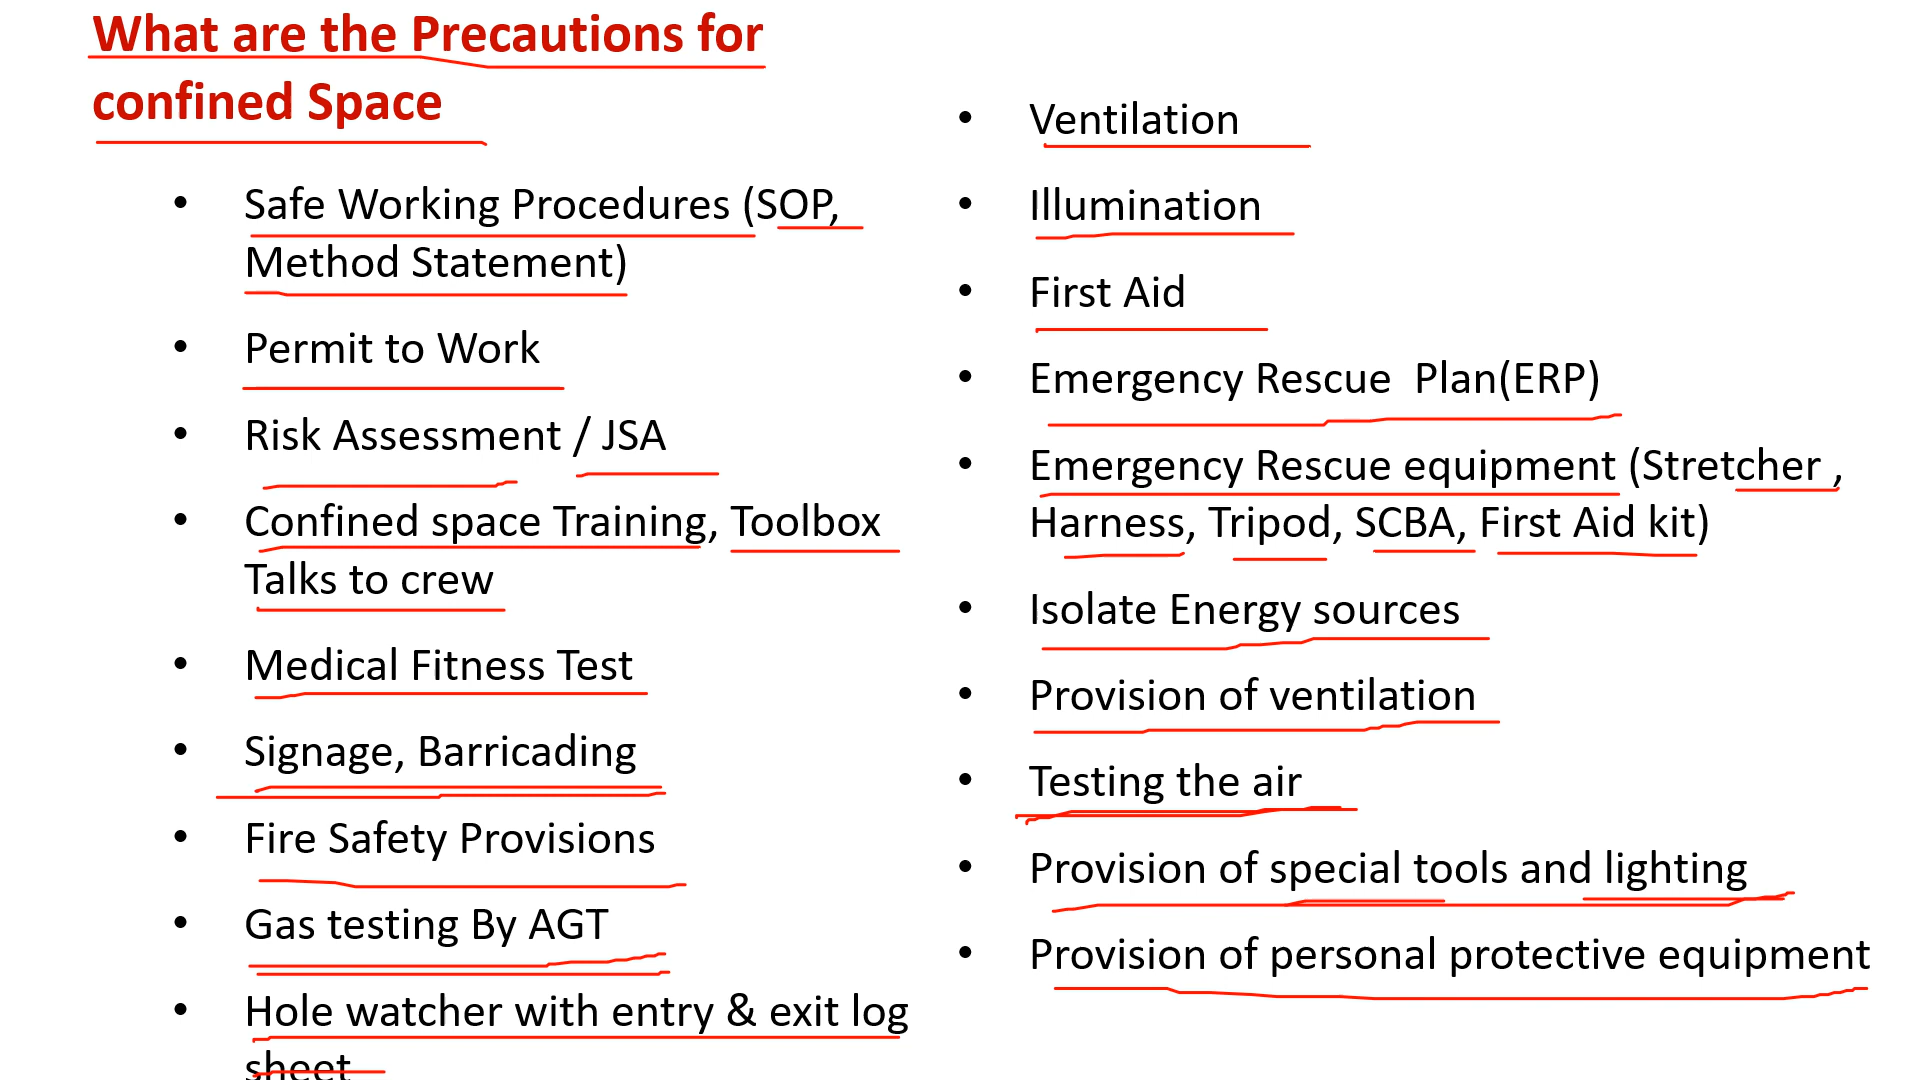 What are the Precautions for
confined Space
• Safe Working Procedures (SOP,
Method Statement)
• Permit to Work
• Risk Assessment / JSA
• Confined space Training, Toolbox
Talks to crew
• Medical Fitness Test
• Signage, Barricading
• Fire Safety Provisions
• Gas testing By AGT
• Hole watcher with entry & exit log
sheet
• Ventilation
• Illumination
• First Aid
• Emergency Rescue  Plan(ERP)
• Emergency Rescue equipment (Stretcher ,
Harness, Tripod, SCBA, First Aid kit)
• Isolate Energy sources
• Provision of ventilation
• Testing the air
• Provision of special tools and lighting
• Provision of personal protective equipment